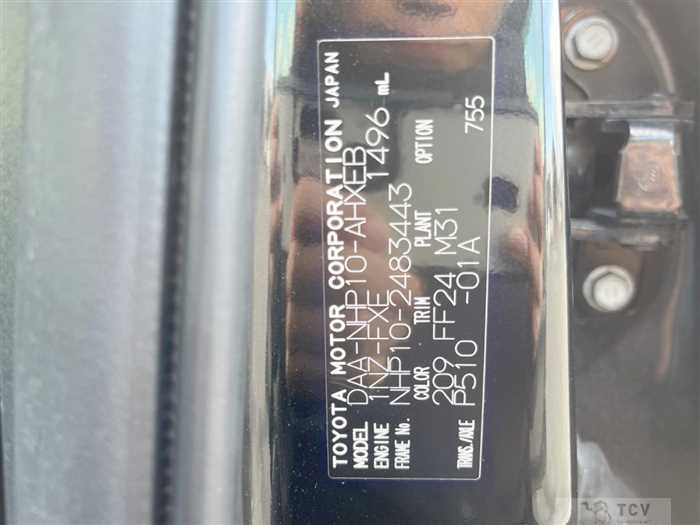 TOYOTA MOTOR CORPORATION JAPAN
MODEL DAA-NHP10-AHXEB
ENGINE 1NZ-FXE 1496 mL
FRAME No. NHP10-2483443
COLOR TRIM PLANT OPTION
209 FF24 M31 755
TRANS./AXLE P510 -01A
TCV